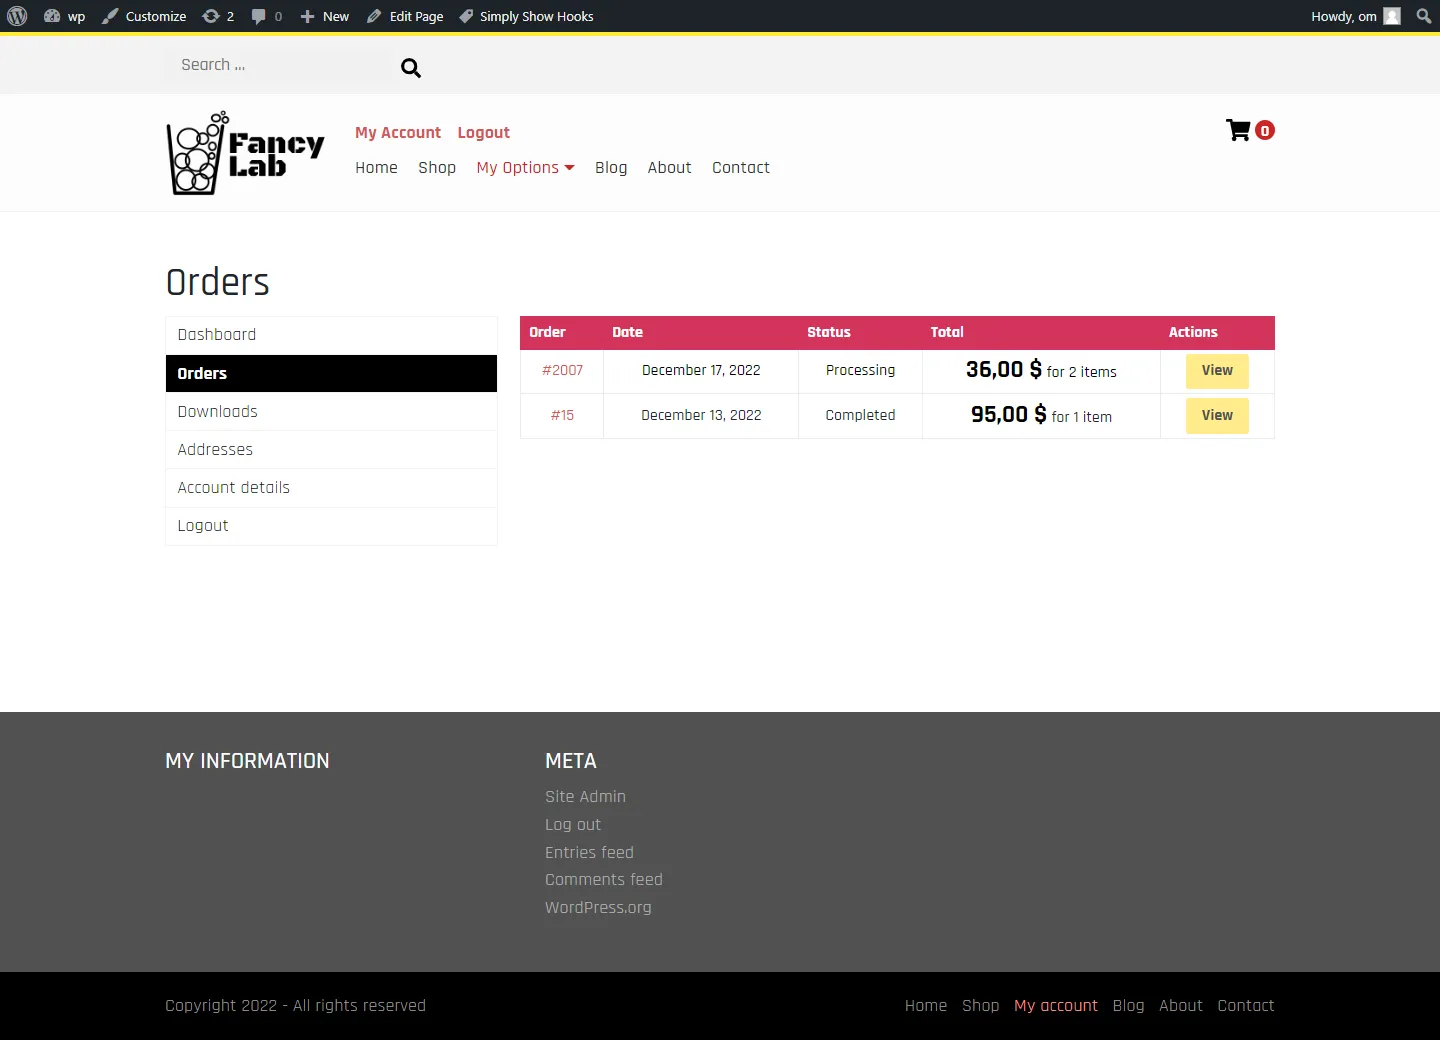 wp Customize 2 0 New Edit Page Simply Show Hooks Howdy, om
Search ...
Fancy Lab
My Account Logout 0
Home Shop My Options Blog About Contact
Orders
Dashboard
Orders
Downloads
Addresses
Account details
Logout
Order Date Status Total Actions
#2007 December 17, 2022 Processing 36,00 $ for 2 items View
#15 December 13, 2022 Completed 95,00 $ for 1 item View
MY INFORMATION
META
Site Admin
Log out
Entries feed
Comments feed
WordPress.org
Copyright 2022 - All rights reserved Home Shop My account Blog About Contact